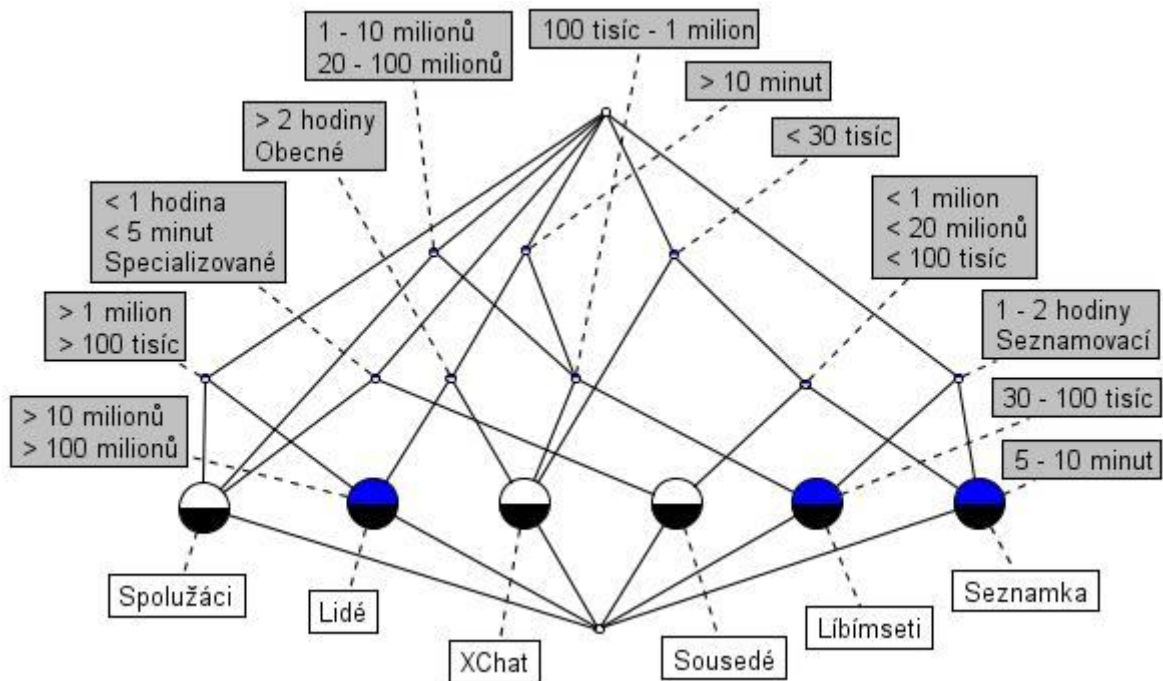 1 - 10 milionů
20 - 100 milionů
100 tisíc - 1 milion
> 10 minut
> 2 hodiny
Obecné
< 30 tisíc
< 1 hodina
< 5 minut
Specializované
< 1 milion
< 20 milionů
< 100 tisíc
> 1 milion
> 100 tisíc
1 - 2 hodiny
Seznamovací
> 10 milionů
> 100 milionů
30 - 100 tisíc
5 - 10 minut
Spolužáci
Lidé
XChat
Sousedé
Líbímseti
Seznamka